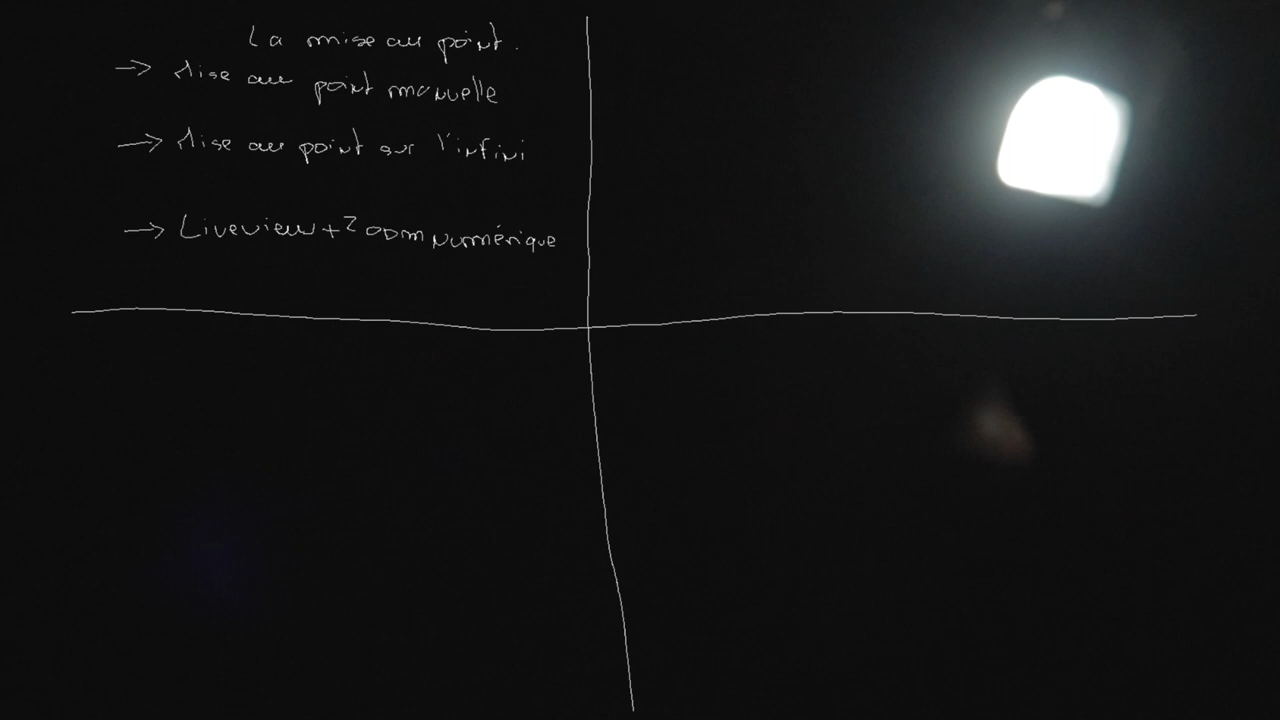 La mise au point.
→ Mise au point manuelle
→ Mise au point sur l'infini
→ Liveview + Zoom numérique